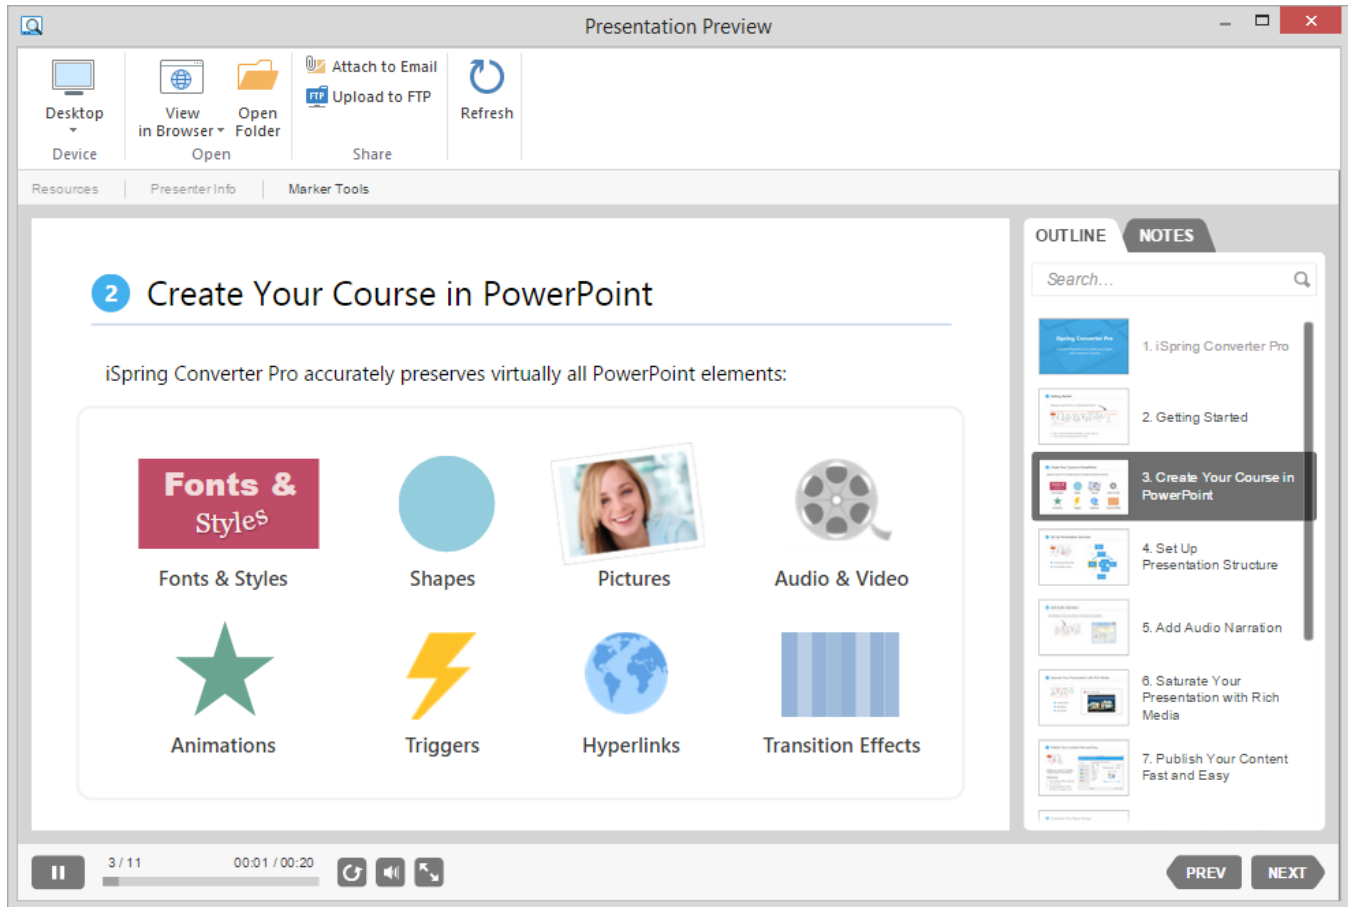 Presentation Preview
Desktop
Device
View
in Browser
Open
Folder
Open
Attach to Email
FTP Upload to FTP
Share
Refresh
Resources
Presenter Info
Marker Tools
2 Create Your Course in PowerPoint
iSpring Converter Pro accurately preserves virtually all PowerPoint elements:
Fonts &
Styles
Fonts & Styles
Shapes
Pictures
Audio & Video
Animations
Triggers
Hyperlinks
Transition Effects
OUTLINE
NOTES
Search...
iSpring Converter Pro
1. iSpring Converter Pro
2. Getting Started
3. Create Your Course in
PowerPoint
4. Set Up
Presentation Structure
5. Add Audio Narration
6. Saturate Your
Presentation with Rich
Media
7. Publish Your Content
Fast and Easy
3 / 11
00:01 / 00:20
PREV
NEXT